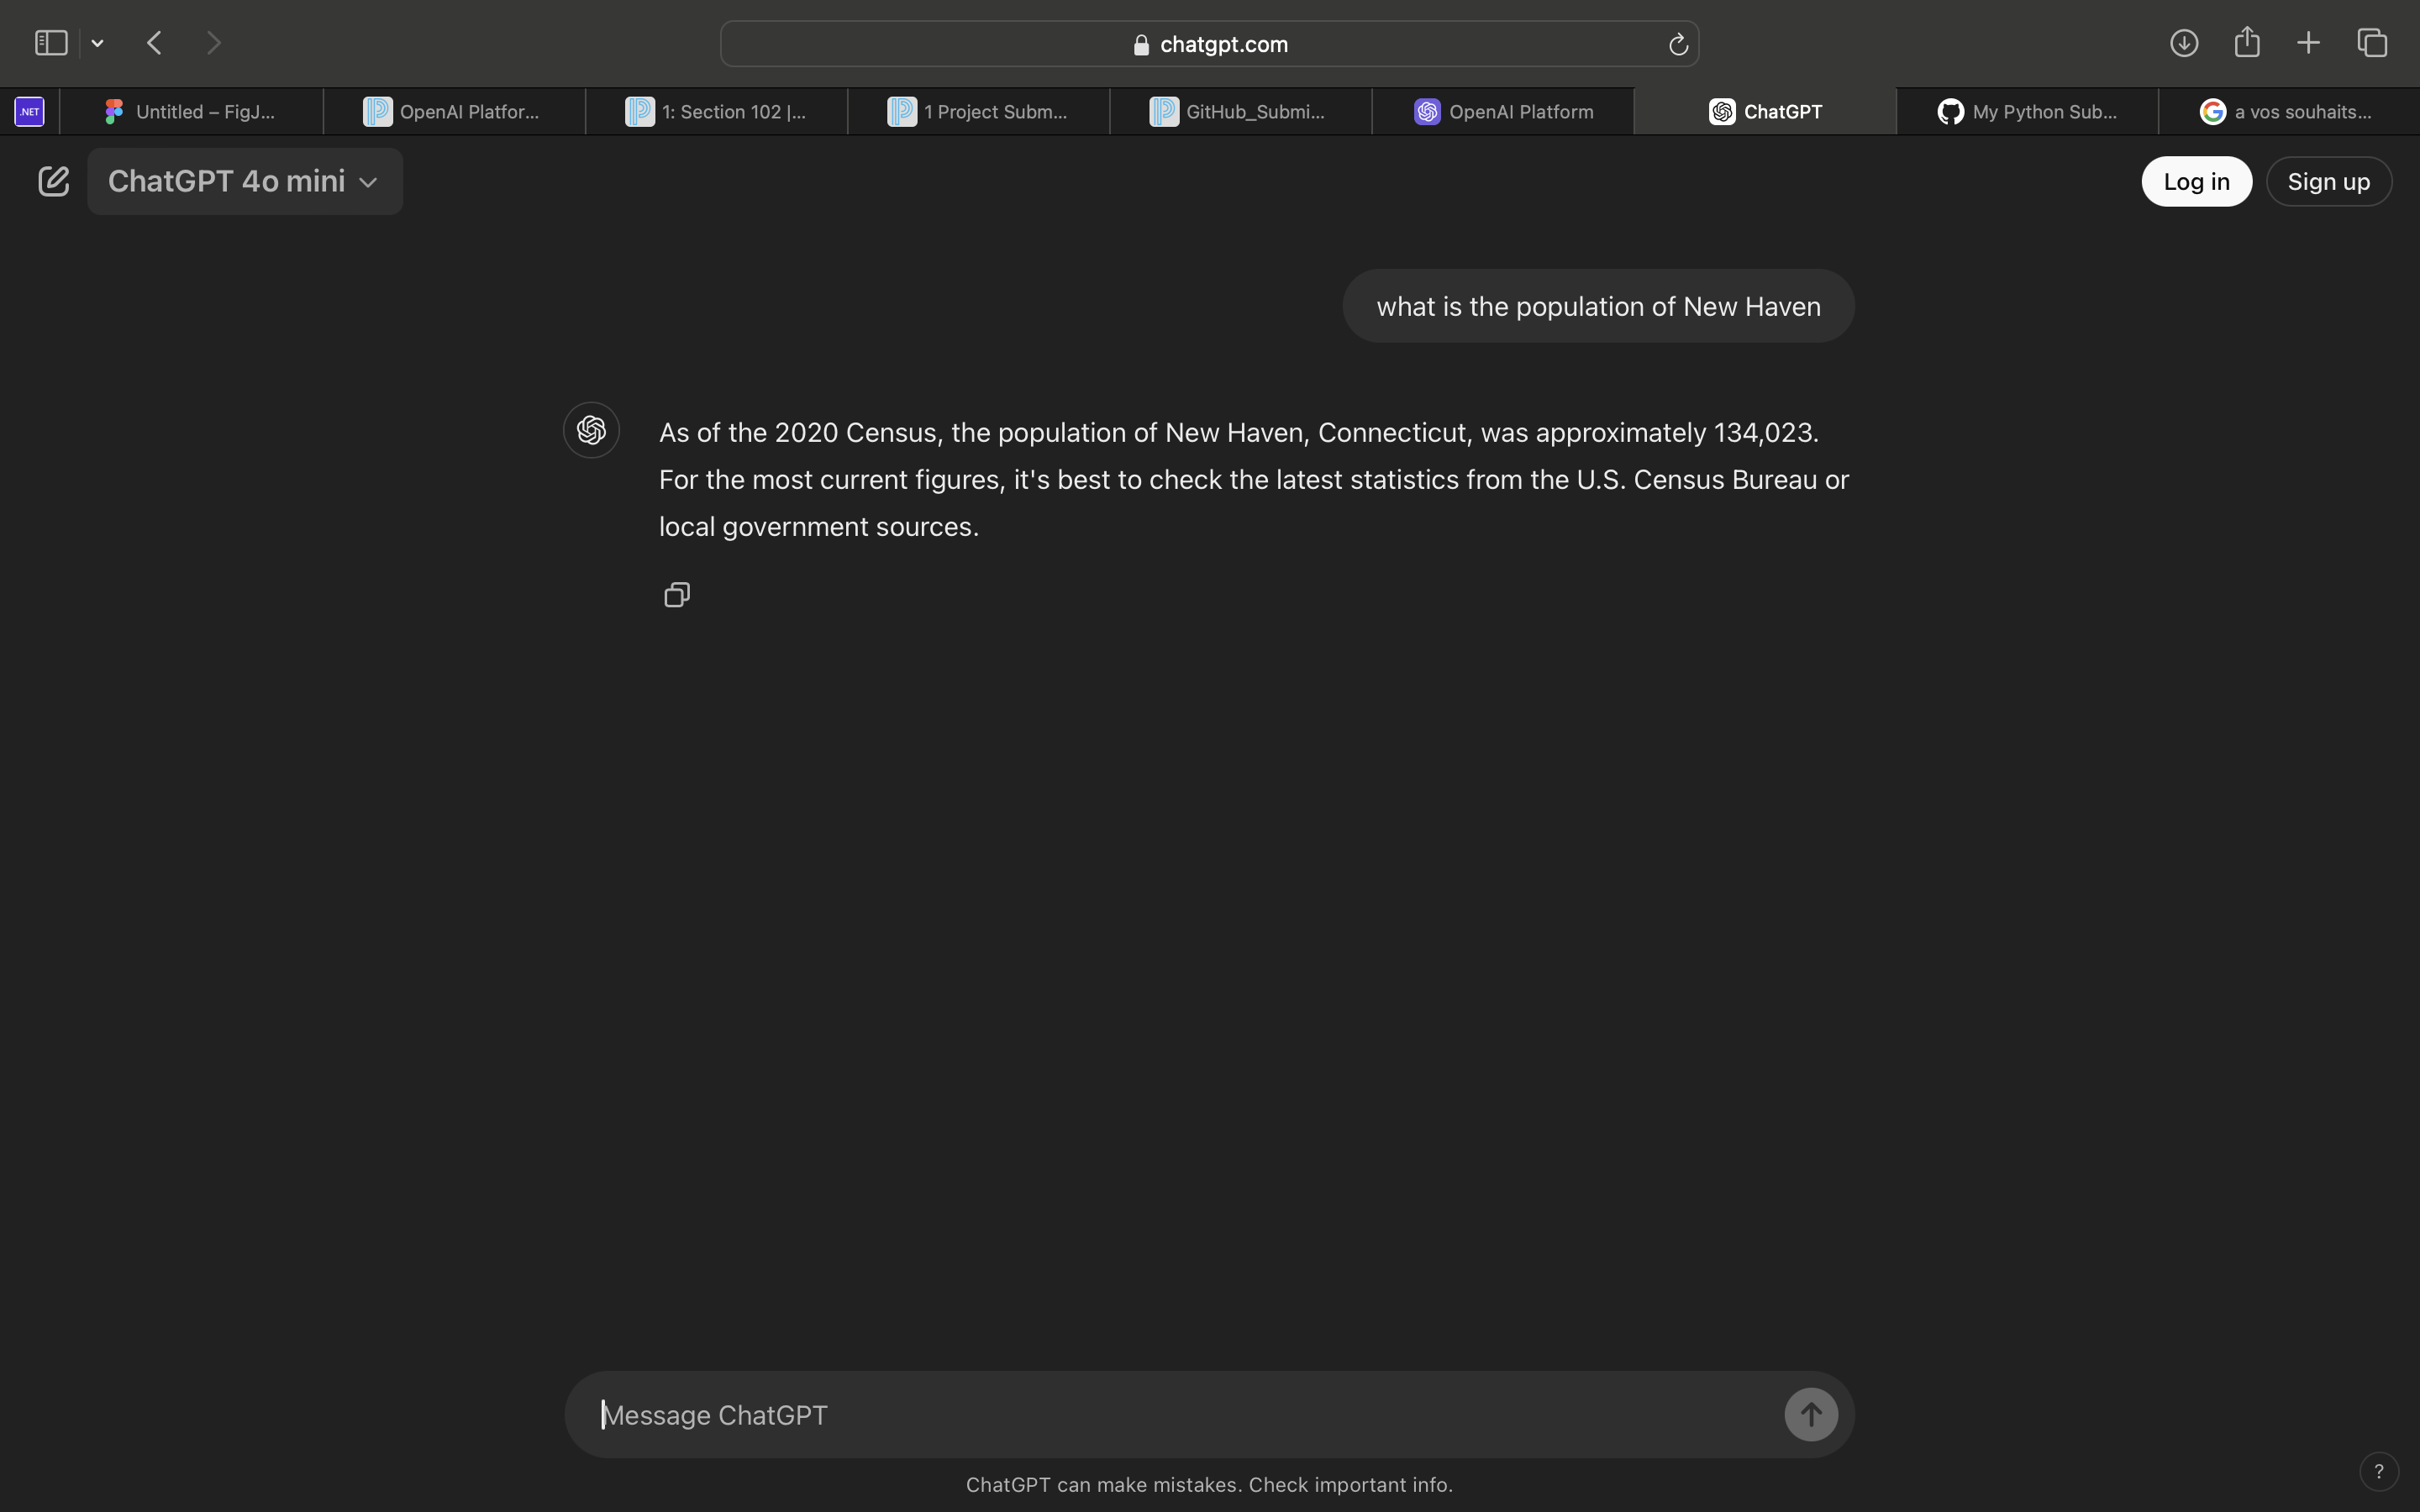 chatgpt.com
.NET
Untitled – FigJ...
OpenAI Platfor...
1: Section 102 |...
1 Project Subm...
GitHub_Submi...
OpenAI Platform
ChatGPT
My Python Sub...
a vos souhaits...
ChatGPT 4o mini
Log in
Sign up
what is the population of New Haven
As of the 2020 Census, the population of New Haven, Connecticut, was approximately 134,023.
For the most current figures, it's best to check the latest statistics from the U.S. Census Bureau or
local government sources.
Message ChatGPT
ChatGPT can make mistakes. Check important info.
?